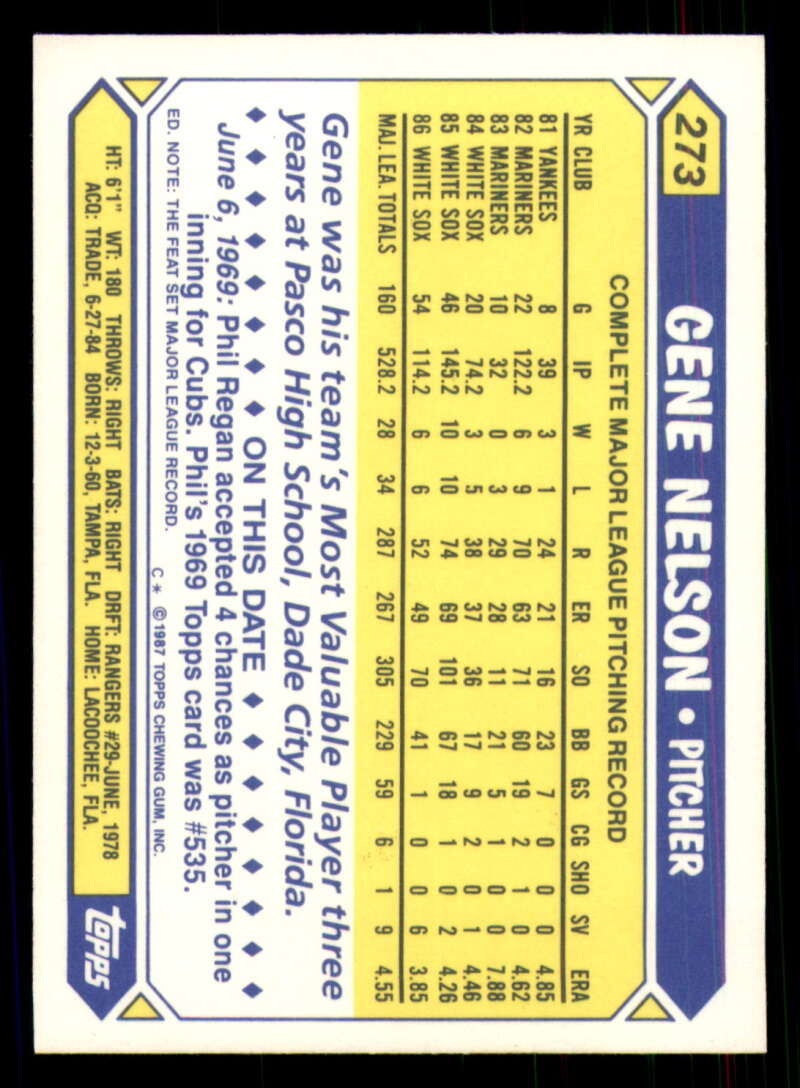 273
GENE NELSON • PITCHER
COMPLETE MAJOR LEAGUE PITCHING RECORD
YR CLUB G IP W L R ER SO BB GS CG SHO SV ERA
81 YANKEES 8 39 3 1 24 21 16 23 7 0 0 0 4.85
82 MARINERS 22 122.2 6 9 70 63 71 60 19 2 1 0 4.62
83 MARINERS 10 32 0 3 29 28 11 21 5 1 0 0 7.88
84 WHITE SOX 20 74.2 3 5 38 37 36 17 9 2 0 1 4.46
85 WHITE SOX 46 145.2 10 10 74 69 101 67 18 1 0 2 4.26
86 WHITE SOX 54 114.2 6 6 52 49 70 41 1 0 0 6 3.85
MAJ. LEA. TOTALS 160 528.2 28 34 287 267 305 229 59 6 1 9 4.55
Gene was his team's Most Valuable Player three
years at Pasco High School, Dade City, Florida.
♦ ♦ ♦ ♦ ♦ ♦ ♦ ♦ ON THIS DATE ♦ ♦ ♦ ♦ ♦ ♦ ♦ ♦
June 6, 1969: Phil Regan accepted 4 chances as pitcher in one
inning for Cubs. Phil's 1969 Topps card was #535.
ED. NOTE: THE FEAT SET MAJOR LEAGUE RECORD.
C * © 1987 TOPPS CHEWING GUM, INC.
HT: 6'1" WT: 180 THROWS: RIGHT BATS: RIGHT DRFT: RANGERS #29-JUNE, 1978
ACQ: TRADE, 6-27-84 BORN: 12-3-60, TAMPA, FLA. HOME: LACOOCHEE, FLA.
TOPPS